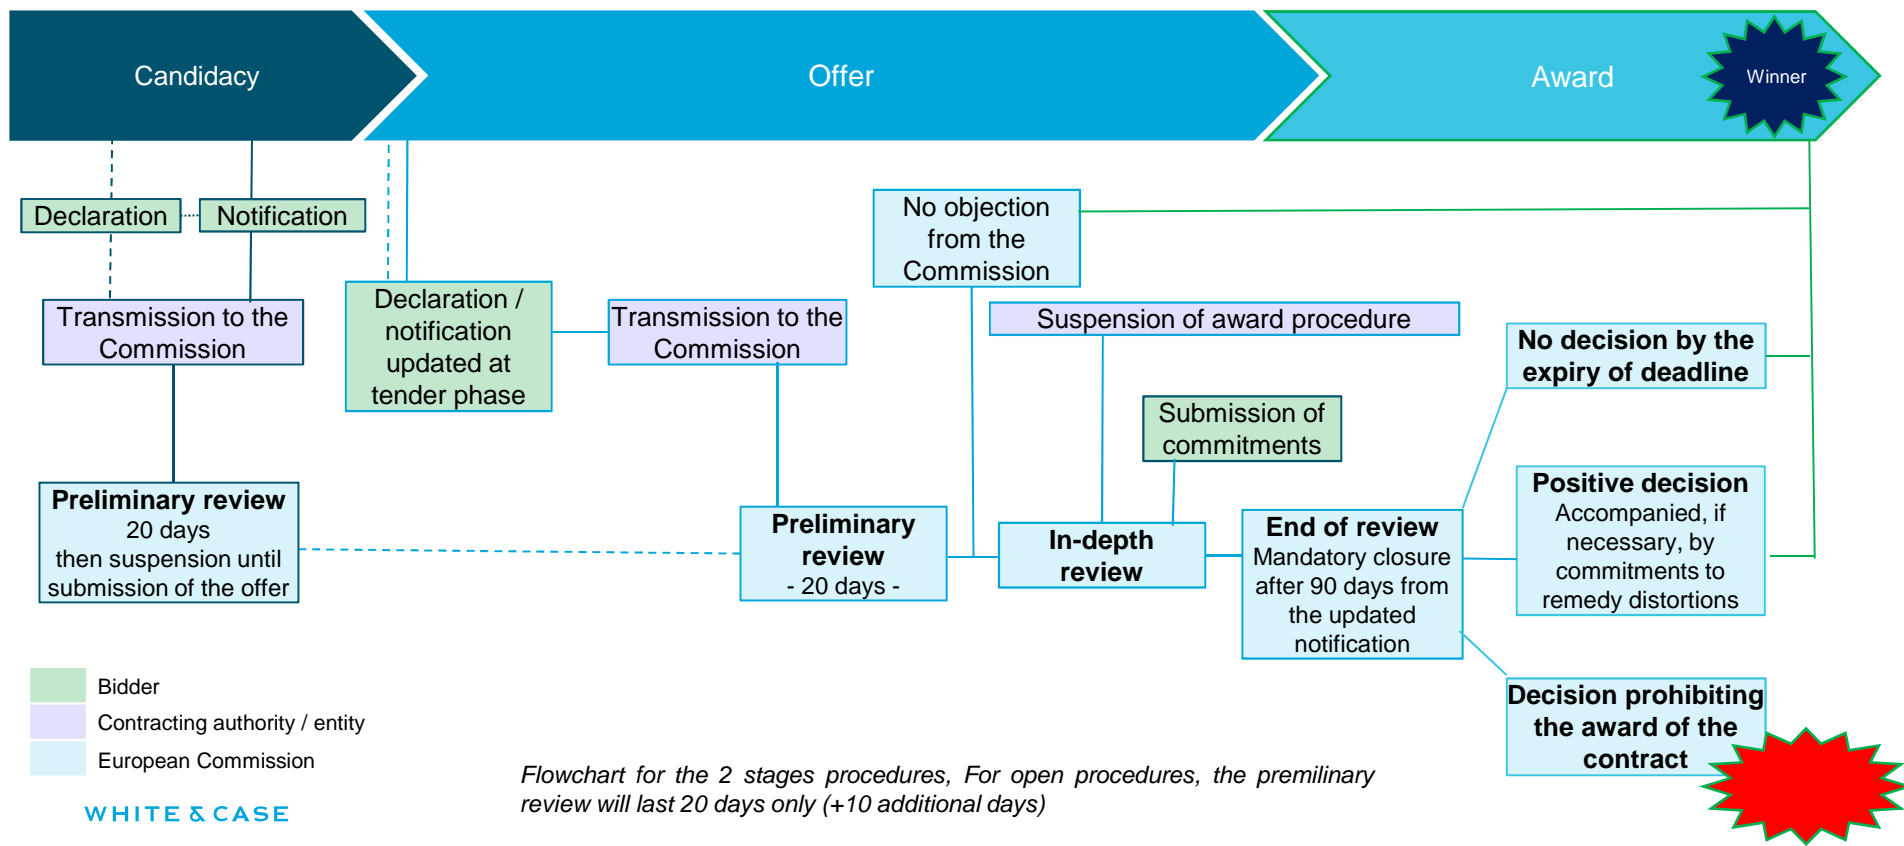 Candidacy
Offer
Award
Winner
Declaration
Notification
Transmission to the
Commission
Preliminary review
20 days
then suspension until
submission of the offer
Declaration /
notification
updated at
tender phase
Transmission to the
Commission
Preliminary
review
- 20 days -
No objection
from the
Commission
Suspension of award procedure
Submission of
commitments
In-depth
review
End of review
Mandatory closure
after 90 days from
the updated
notification
No decision by the
expiry of deadline
Positive decision
Accompanied, if
necessary, by
commitments to
remedy distortions
Decision prohibiting
the award of the
contract
Bidder
Contracting authority / entity
European Commission
WHITE & CASE
Flowchart for the 2 stages procedures, For open procedures, the premilinary
review will last 20 days only (+10 additional days)